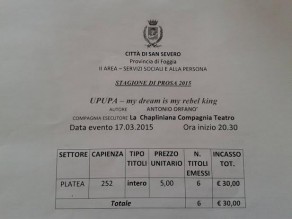 CITTÀ DI SAN SEVERO
Provincia di Foggia
II AREA – SERVIZI SOCIALI E ALLA PERSONA
STAGIONE DI PROSA 2015
UPUPA – my dream is my rebel king
AUTORE ANTONIO ORTANO'
COMPAGNIA ESECUTORE: La Chapliniana Compagnia Teatro
Data evento 17.03.2015 Ora inizio 20.30
SETTORE CAPIENZA TIPO TITOLI PREZZO UNITARIO N. TITOLI EMESSI INCASSO TOT.
PLATEA 252 intero 5,00 6 € 30,00
Totale 6 € 30,00